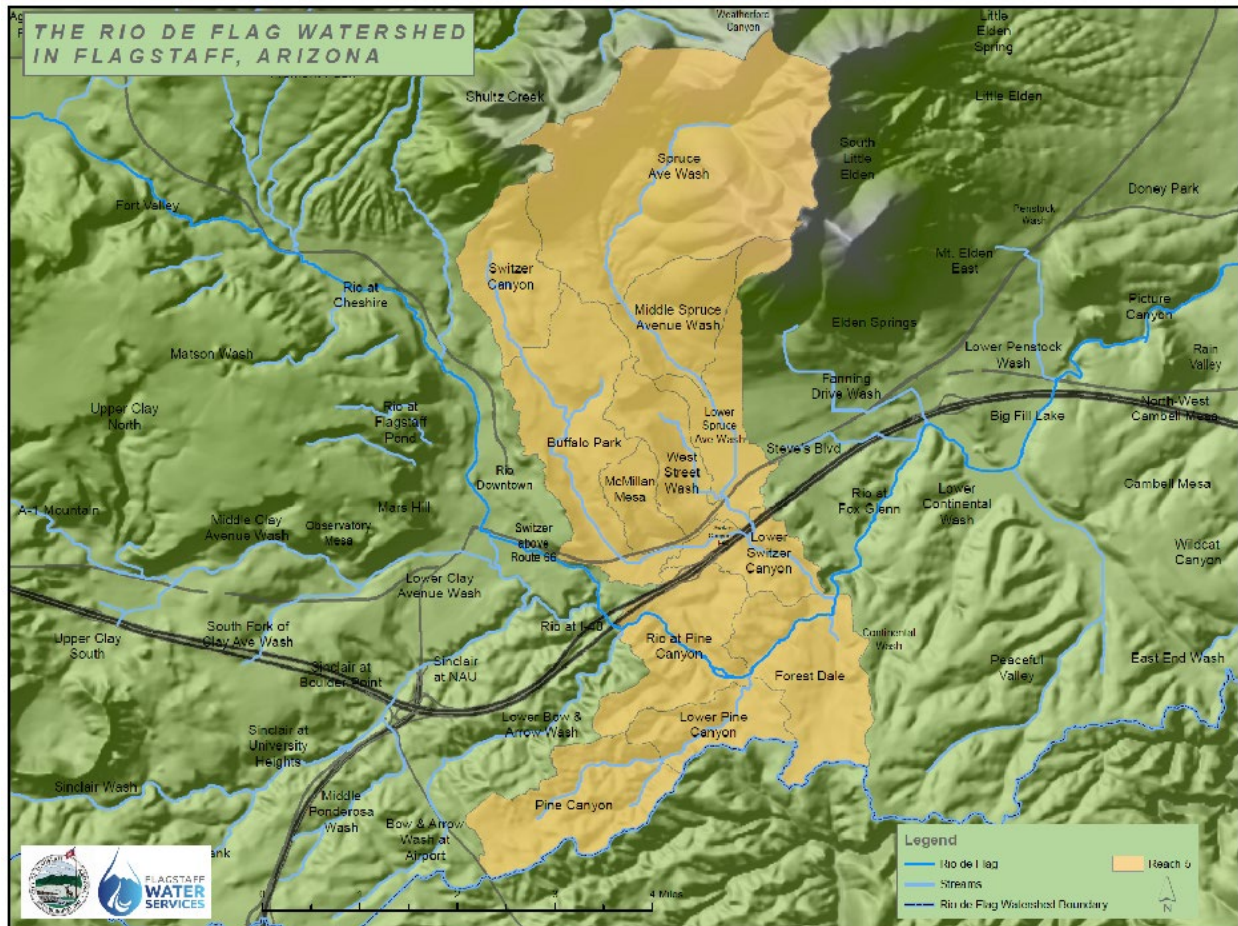 THE RIO DE FLAG WATERSHED
IN FLAGSTAFF, ARIZONA
Weatherford
Canyon
Little
Elden
Spring
Shultz Creek
Little Elden
South
Little
Elden
Spruce
Ave Wash
Doney Park
Fort Valley
Penstock
Wash
Mt. Elden
East
Switzer
Canyon
Rio at
Cheshire
Picture
Canyon
Middle Spruce
Avenue Wash
Elden Springs
Matson Wash
Lower Penstock
Wash
Rain
Valley
Fanning
Drive Wash
Upper Clay
North
Rio at
Flagstaff
Pond
Lower
Spruce
Ave Wash
Big Fill Lake
North-West
Cambell Mesa
Buffalo Park
Steve's Blvd
West
Street
Wash
Rio
Downtown
McMillan
Mesa
Rio at
Fox Glenn
Lower
Continental
Wash
Cambell Mesa
A-1 Mountain
Mars Hill
Middle Clay
Avenue Wash
Observatory
Mesa
Switzer
above
Route 66
Lower
Switzer
Canyon
Wildcat
Canyon
Lower Clay
Avenue Wash
South Fork of
Clay Ave Wash
Rio at I-40
Rio at Pine
Canyon
Continental
Wash
Upper Clay
South
Sinclair at
Boulder Point
Sinclair
at NAU
Forest Dale
Peaceful
Valley
East End Wash
Lower Bow &
Arrow Wash
Lower Pine
Canyon
Sinclair at
University
Heights
Sinclair Wash
Middle
Ponderosa
Wash
Pine Canyon
Bow & Arrow
Wash at
Airport
FLAGSTAFF
WATER
SERVICES
0 1 2 3 4 Miles
Legend
Rio de Flag
Reach 5
Streams
Rio de Flag Watershed Boundary
N